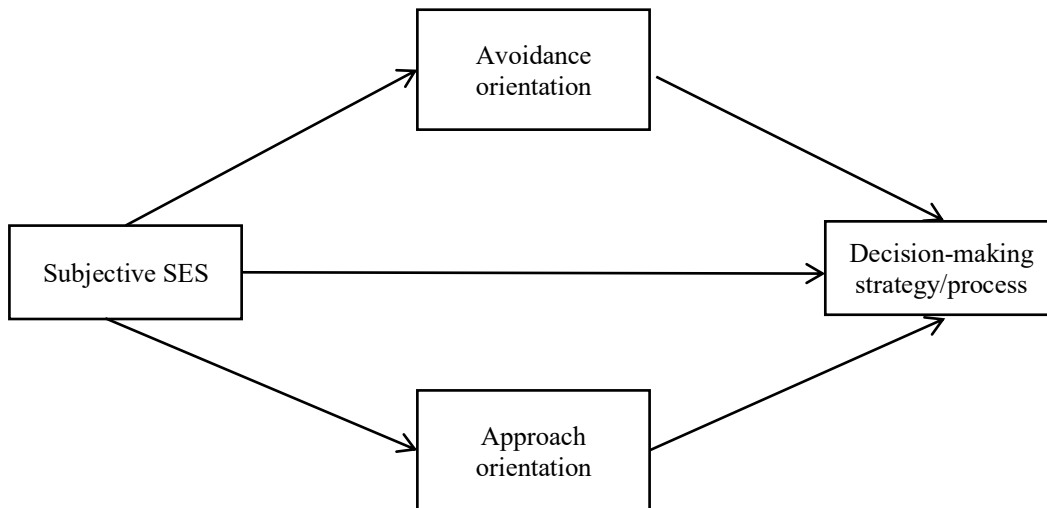 Avoidance
orientation
Subjective SES
Decision-making
strategy/process
Approach
orientation